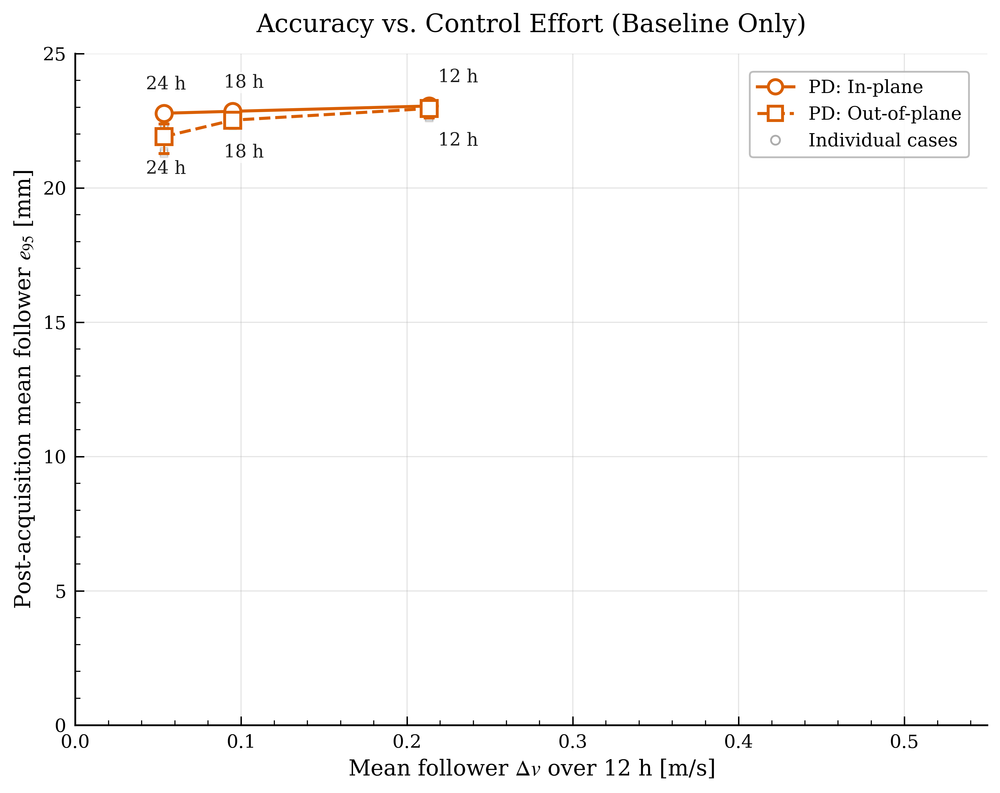 Accuracy vs. Control Effort (Baseline Only)
25
20
15
10
5
0
Post-acquisition mean follower e95 [mm]
24 h
18 h
12 h
24 h
18 h
12 h
PD: In-plane
PD: Out-of-plane
Individual cases
0.0
0.1
0.2
0.3
0.4
0.5
Mean follower Δv over 12 h [m/s]